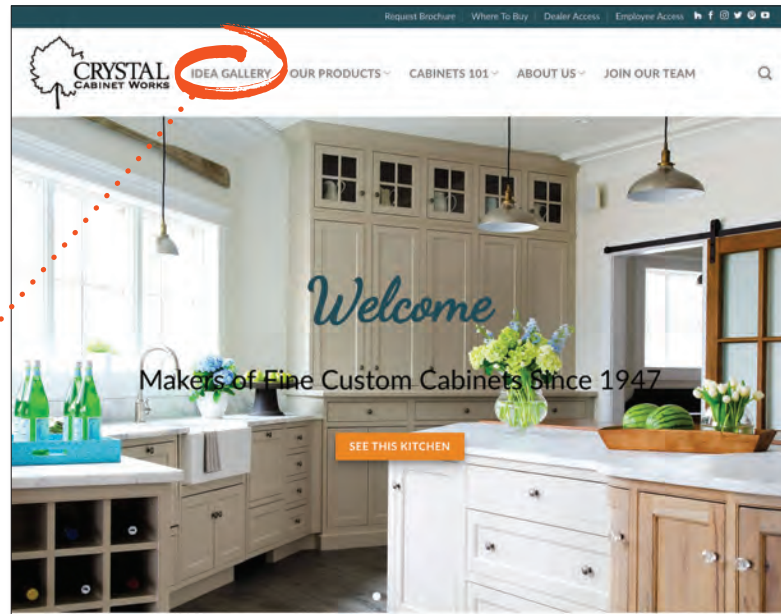 Request Brochure Where To Buy Dealer Access Employee Access
CRYSTAL
CABINET WORKS
IDEA GALLERY OUR PRODUCTS CABINETS 101 ABOUT US JOIN OUR TEAM
Welcome
Makers of Fine Custom Cabinets Since 1947
SEE THIS KITCHEN